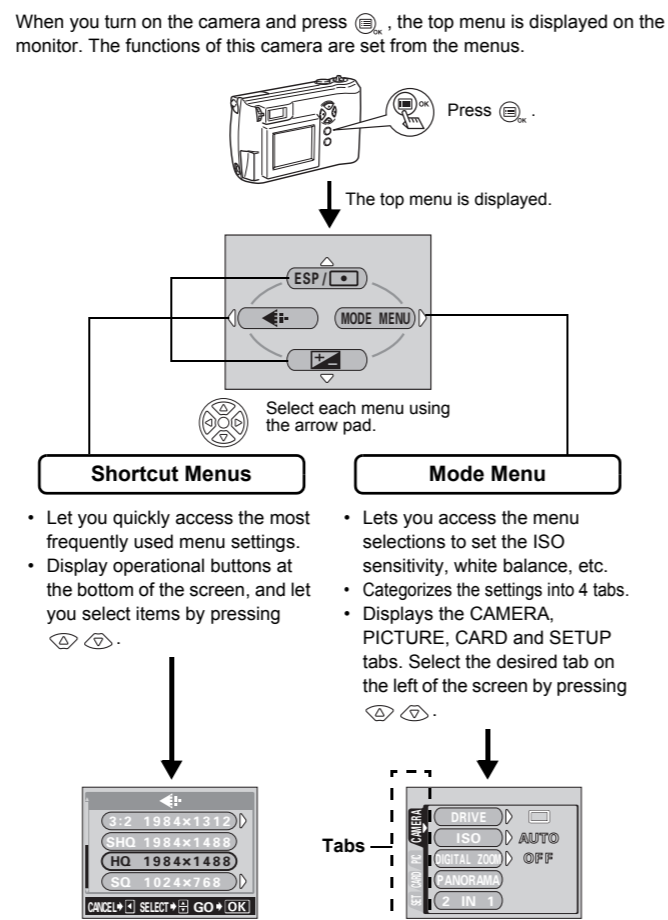 When you turn on the camera and press OK , the top menu is displayed on the
monitor. The functions of this camera are set from the menus.
OK
Press OK .
The top menu is displayed.
ESP /
MODE MENU
Select each menu using
the arrow pad.
Shortcut Menus
• Let you quickly access the most
frequently used menu settings.
• Display operational buttons at
the bottom of the screen, and let
you select items by pressing
.
Mode Menu
• Lets you access the menu
selections to set the ISO
sensitivity, white balance, etc.
• Categorizes the settings into 4 tabs.
• Displays the CAMERA,
PICTURE, CARD and SETUP
tabs. Select the desired tab on
the left of the screen by pressing
.
3:2 1984×1312
SHQ 1984×1488
HQ 1984×1488
SQ 1024×768
CANCEL SELECT GO OK
Tabs
CAMERA
PIC
CARD
SET
DRIVE
ISO AUTO
DIGITAL ZOOM OFF
PANORAMA
2 IN 1